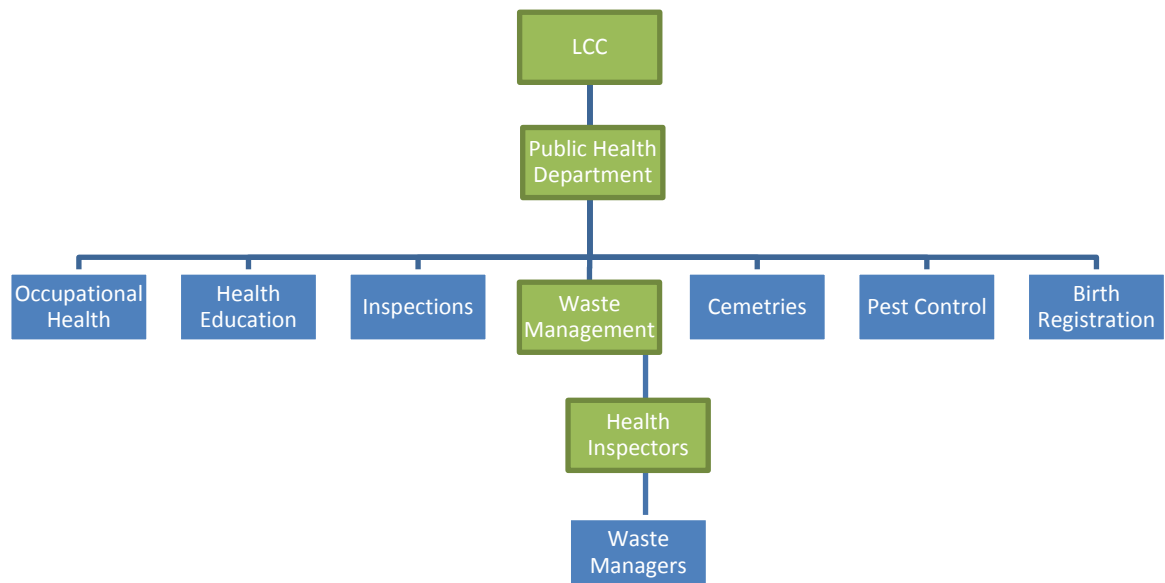 LCC
Public Health
Department
Occupational
Health
Health
Education
Inspections
Waste
Management
Cemetries
Pest Control
Birth
Registration
Health
Inspectors
Waste
Managers